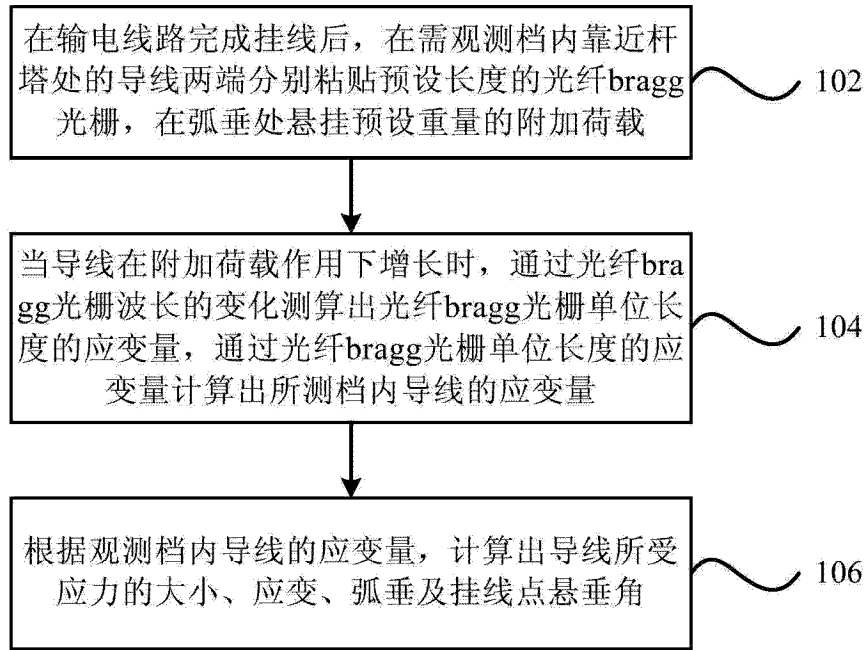 在输电线路完成挂线后，在需观测档内靠近杆
塔处的导线两端分别粘贴预设长度的光纤bragg
光栅，在弧垂处悬挂预设重量的附加荷载
102
当导线在附加荷载作用下增长时，通过光纤bra
gg光栅波长的变化测算出光纤bragg光栅单位长
度的应变量，通过光纤bragg光栅单位长度的应
变量计算出所测档内导线的应变量
104
根据观测档内导线的应变量，计算出导线所受
应力的大小、应变、弧垂及挂线点悬垂角
106